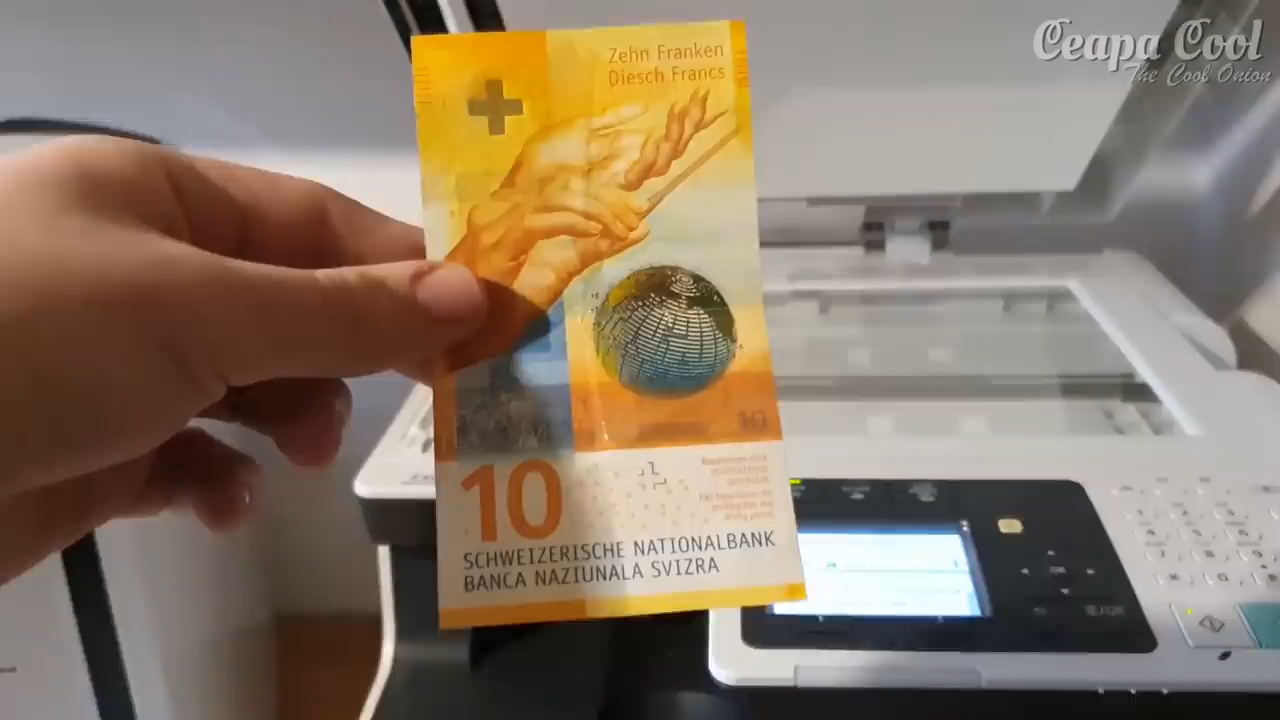 Ceapa Cool
The Cool Onion
Zehn Franken
Diesch Francs
10
10
SCHWEIZERISCHE NATIONALBANK
BANCA NAZIUNALA SVIZRA